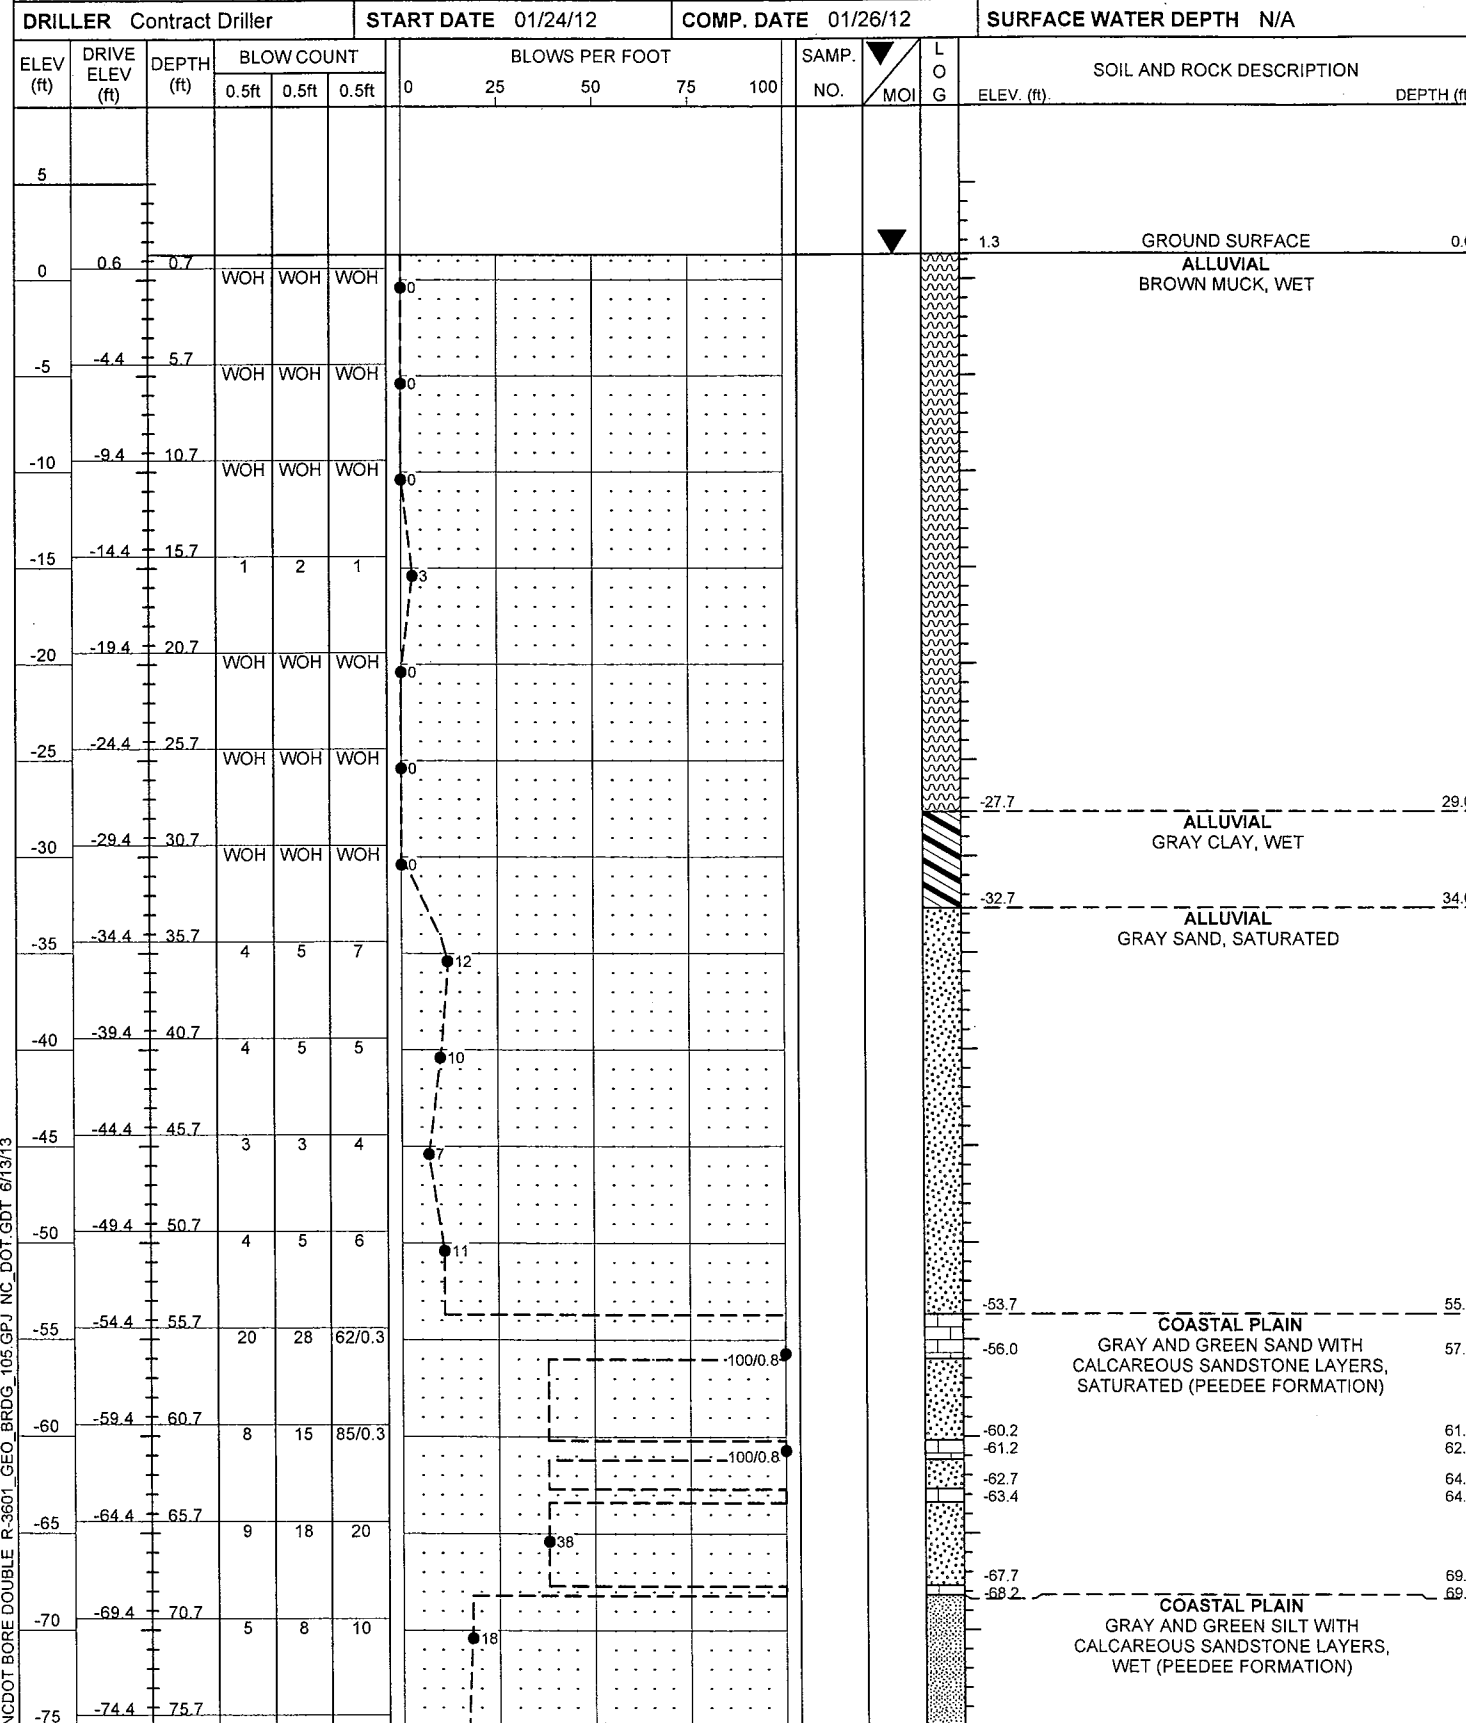 DRILLER Contract Driller START DATE 01/24/12 COMP. DATE 01/26/12 SURFACE WATER DEPTH N/A
ELEV (ft) DRIVE ELEV (ft) DEPTH (ft) BLOW COUNT BLOWS PER FOOT SAMP. NO. MOI LOG SOIL AND ROCK DESCRIPTION
0.5ft 0.5ft 0.5ft 0 25 50 75 100 ELEV. (ft) DEPTH (ft
5
1.3 GROUND SURFACE 0.
0 0.6 0.7 WOH WOH WOH 0
ALLUVIAL
BROWN MUCK, WET
-5 -4.4 5.7 WOH WOH WOH 0
-10 -9.4 10.7 WOH WOH WOH 0
-15 -14.4 15.7 1 2 1 3
-20 -19.4 20.7 WOH WOH WOH 0
-25 -24.4 25.7 WOH WOH WOH 0
-27.7 29.
ALLUVIAL
GRAY CLAY, WET
-30 -29.4 30.7 WOH WOH WOH 0
-32.7 34.
ALLUVIAL
GRAY SAND, SATURATED
-35 -34.4 35.7 4 5 7 12
-40 -39.4 40.7 4 5 5 10
-45 -44.4 45.7 3 3 4 7
-50 -49.4 50.7 4 5 6 11
-53.7 55.
-55 -54.4 55.7 20 28 62/0.3 100/0.8
COASTAL PLAIN
-56.0 GRAY AND GREEN SAND WITH 57.
CALCAREOUS SANDSTONE LAYERS,
SATURATED (PEEDEE FORMATION)
-60 -59.4 60.7 8 15 85/0.3 100/0.8
-60.2 61.
-61.2 62.
-62.7 64.
-63.4 64.
-65 -64.4 65.7 9 18 20 38
-67.7 69.
-68.2 69.
COASTAL PLAIN
GRAY AND GREEN SILT WITH
CALCAREOUS SANDSTONE LAYERS,
WET (PEEDEE FORMATION)
-70 -69.4 70.7 5 8 10 18
-75 -74.4 75.7
NCDOT BORE DOUBLE R-3601_GEO_BRDG_105.GPJ NC_DOT.GDT 6/13/13